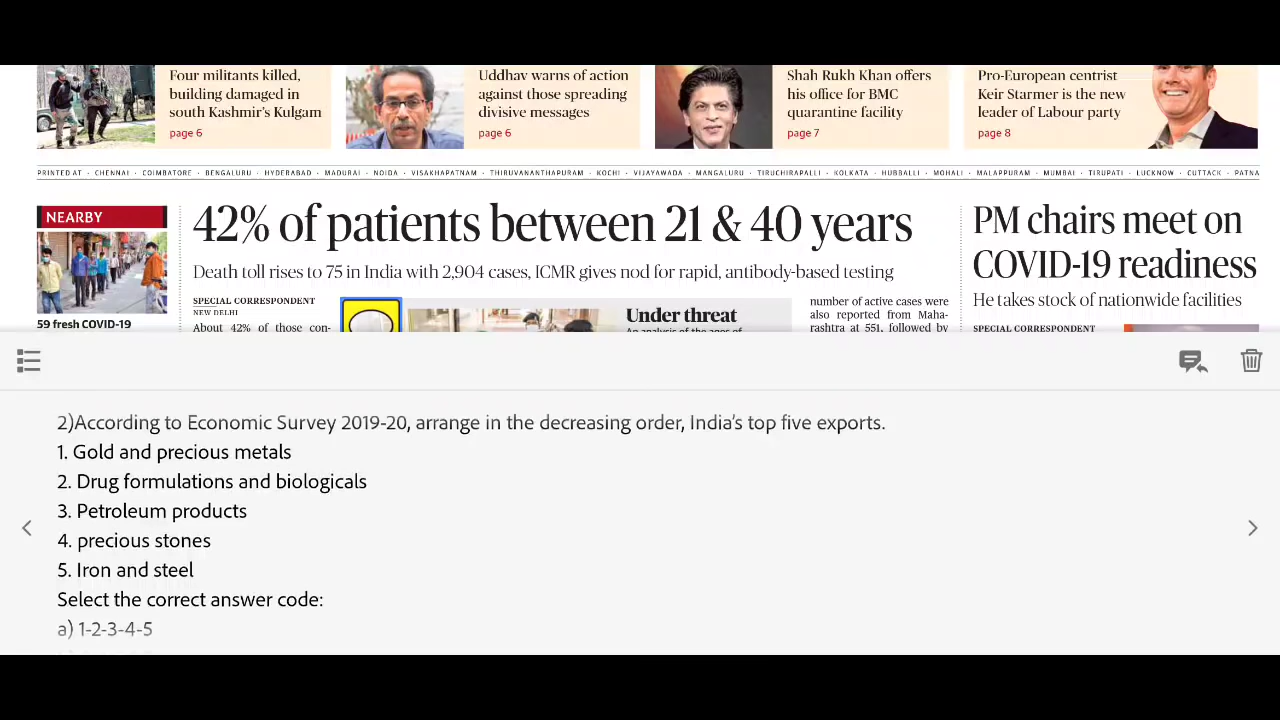 Four militants killed,
building damaged in
south Kashmir's Kulgam
page 6
Uddhav warns of action
against those spreading
divisive messages
page 6
Shah Rukh Khan offers
his office for BMC
quarantine facility
page 7
Pro-European centrist
Keir Starmer is the new
leader of Labour party
page 8
PRINTED AT · CHENNAI · COIMBATORE · BENGALURU · HYDERABAD · MADURAI · NOIDA · VISAKHAPATNAM · THIRUVANANTHAPURAM · KOCHI · VIJAYAWADA · MANGALURU · TIRUCHIRAPALLI · KOLKATA · HUBBALLI · MOHALI · MALAPPURAM · MUMBAI · TIRUPATI · LUCKNOW · CUTTACK · PATNA
NEARBY
59 fresh COVID-19
42% of patients between 21 & 40 years
Death toll rises to 75 in India with 2,904 cases, ICMR gives nod for rapid, antibody-based testing
SPECIAL CORRESPONDENT
NEW DELHI
About 42% of those con-
Under threat
An analysis of the ages of
number of active cases were
also reported from Maha-
rashtra at 551, followed by
PM chairs meet on
COVID-19 readiness
He takes stock of nationwide facilities
SPECIAL CORRESPONDENT
2)According to Economic Survey 2019-20, arrange in the decreasing order, India's top five exports.
1. Gold and precious metals
2. Drug formulations and biologicals
3. Petroleum products
4. precious stones
5. Iron and steel
Select the correct answer code:
a) 1-2-3-4-5